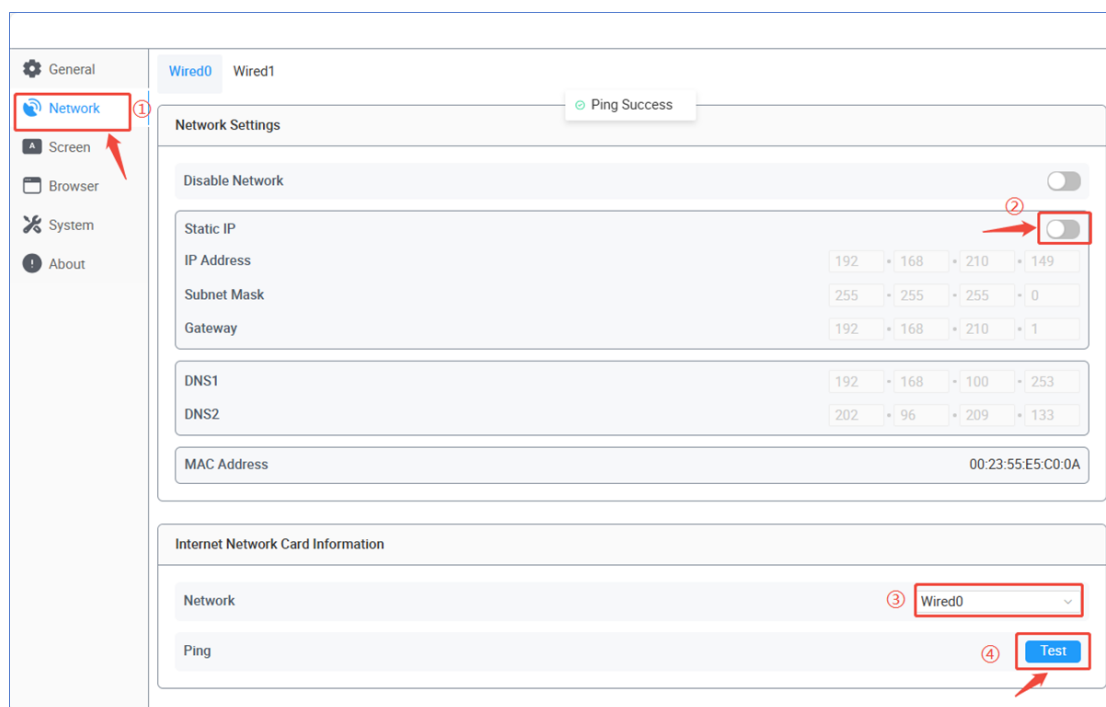 General
Network
①
Screen
Browser
System
About
Wired0 Wired1
Ping Success
Network Settings
Disable Network
②
Static IP
IP Address 192 • 168 • 210 • 149
Subnet Mask 255 • 255 • 255 • 0
Gateway 192 • 168 • 210 • 1
DNS1 192 • 168 • 100 • 253
DNS2 202 • 96 • 209 • 133
MAC Address 00:23:55:E5:C0:0A
Internet Network Card Information
Network ③ Wired0
Ping ④ Test